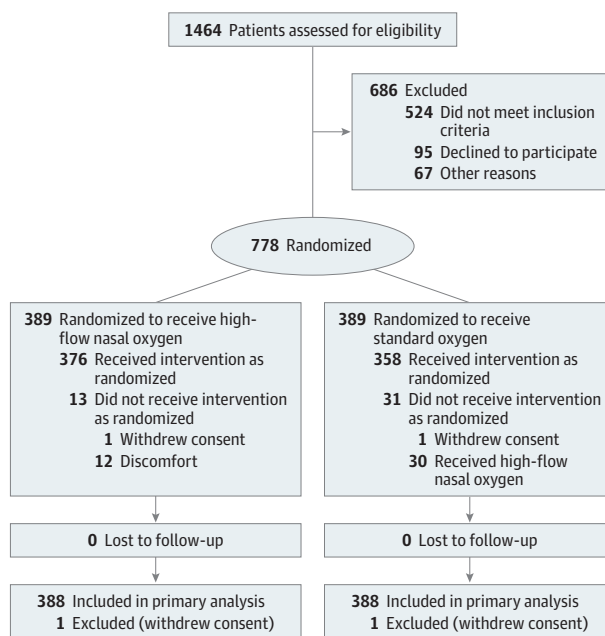 1464 Patients assessed for eligibility
686 Excluded
524 Did not meet inclusion
criteria
95 Declined to participate
67 Other reasons
778 Randomized
389 Randomized to receive high-
flow nasal oxygen
376 Received intervention as
randomized
13 Did not receive intervention
as randomized
1 Withdrew consent
12 Discomfort
389 Randomized to receive
standard oxygen
358 Received intervention as
randomized
31 Did not receive intervention
as randomized
1 Withdrew consent
30 Received high-flow
nasal oxygen
0 Lost to follow-up
0 Lost to follow-up
388 Included in primary analysis
1 Excluded (withdrew consent)
388 Included in primary analysis
1 Excluded (withdrew consent)